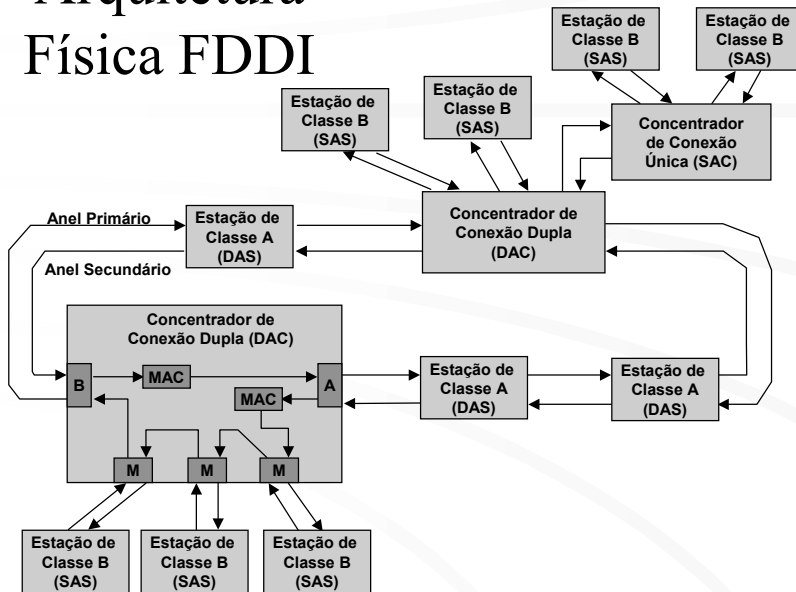 Arquitetura
Física FDDI
Estação de
Classe B
(SAS)
Estação de
Classe B
(SAS)
Estação de
Classe B
(SAS)
Estação de
Classe B
(SAS)
Concentrador
de Conexão
Única (SAC)
Anel Primário
Estação de
Classe A
(DAS)
Concentrador de
Conexão Dupla
(DAC)
Anel Secundário
Concentrador de
Conexão Dupla (DAC)
B
MAC
A
MAC
M
M
M
Estação de
Classe A
(DAS)
Estação de
Classe A
(DAS)
Estação de
Classe B
(SAS)
Estação de
Classe B
(SAS)
Estação de
Classe B
(SAS)